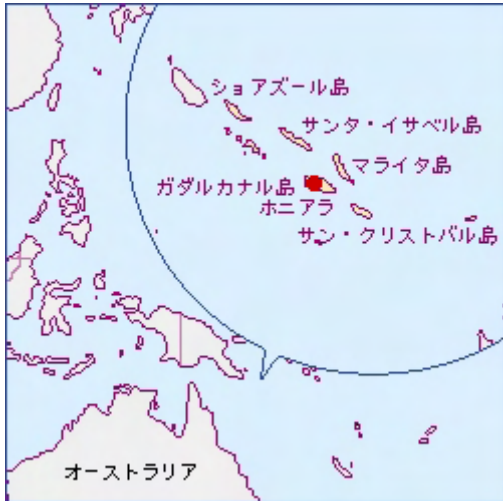 ショアズール島
サンタ・イサベル島
マライタ島
ガダルカナル島
ホニアラ
サン・クリストバル島
オーストラリア